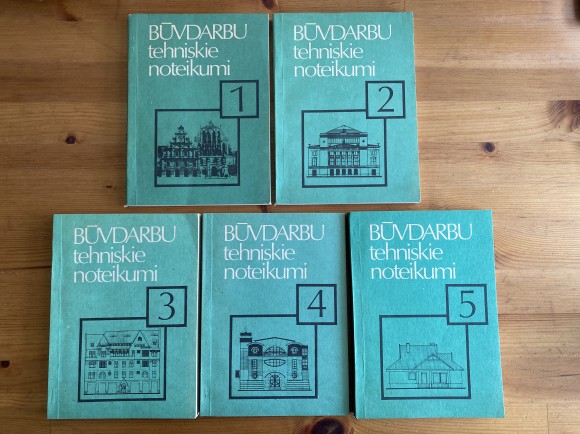 BŪVDARBU
tehniskie
noteikumi
1
BŪVDARBU
tehniskie
noteikumi
2
BŪVDARBU
tehniskie
noteikumi
3
BŪVDARBU
tehniskie
noteikumi
4
BŪVDARBU
tehniskie
noteikumi
5